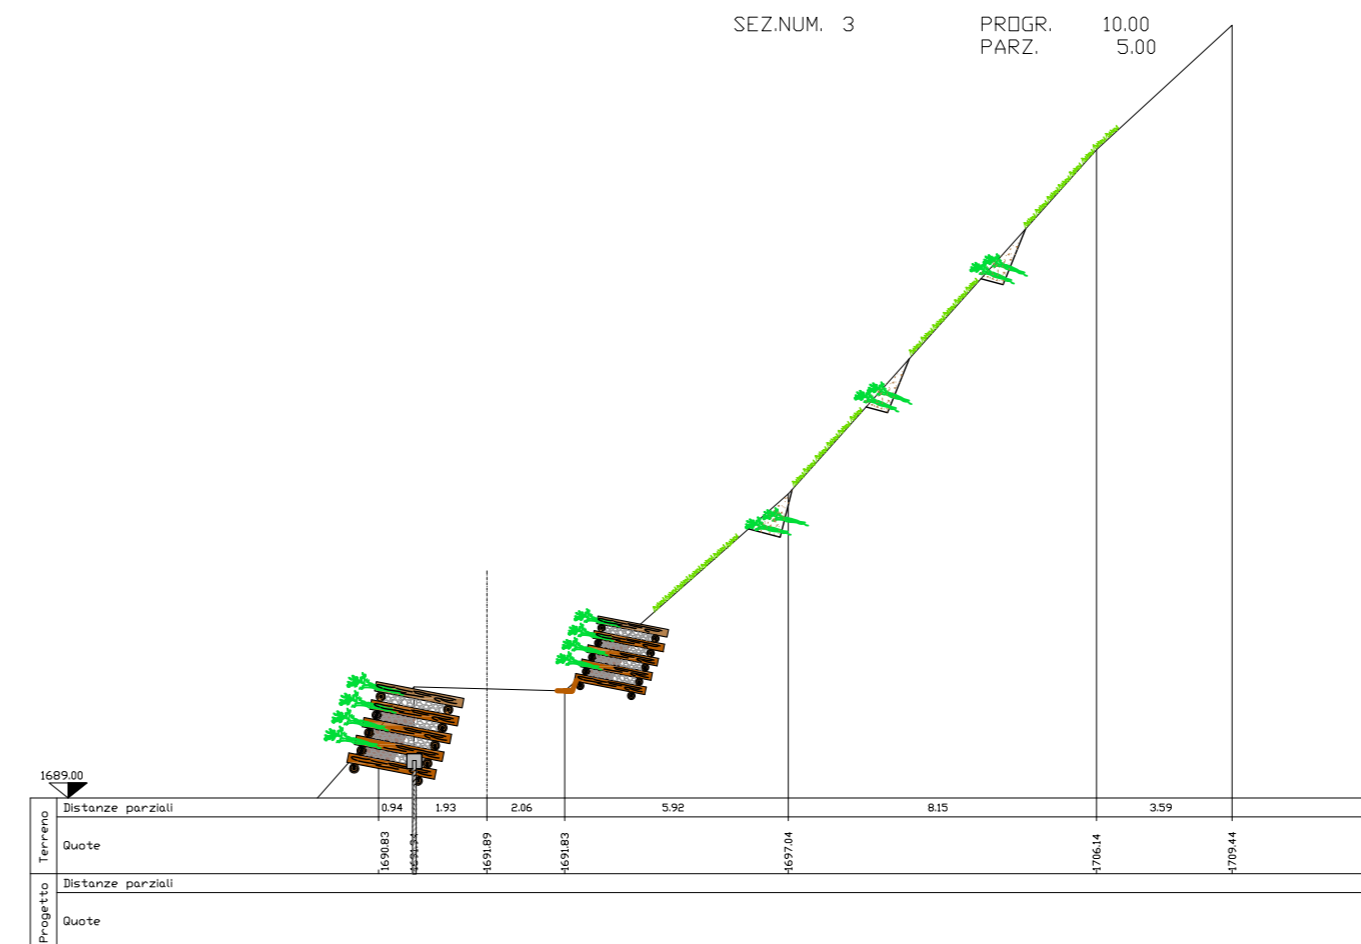 SEZ.NUM. 3 PROGR. 10.00
PARZ. 5.00
1689.00
Terreno
Distanze parziali 0.94 1.93 2.06 5.92 8.15 3.59
Quote 1690.83 1691.89 1691.83 1697.04 1706.14 1709.44
Progetto
Distanze parziali
Quote